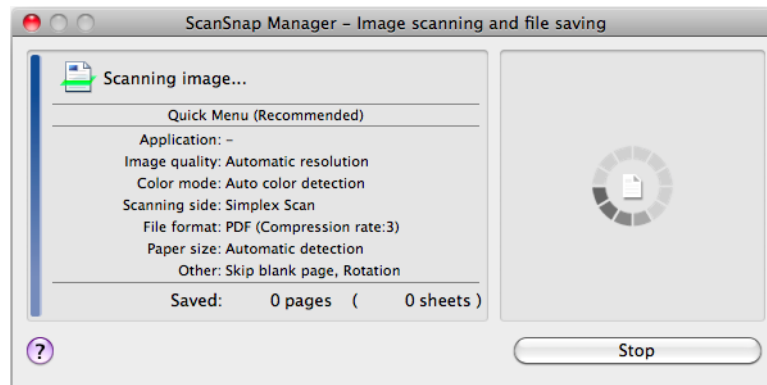 ScanSnap Manager – Image scanning and file saving
Scanning image...
Quick Menu (Recommended)
Application: –
Image quality: Automatic resolution
Color mode: Auto color detection
Scanning side: Simplex Scan
File format: PDF (Compression rate:3)
Paper size: Automatic detection
Other: Skip blank page, Rotation
Saved: 0 pages ( 0 sheets )
? Stop